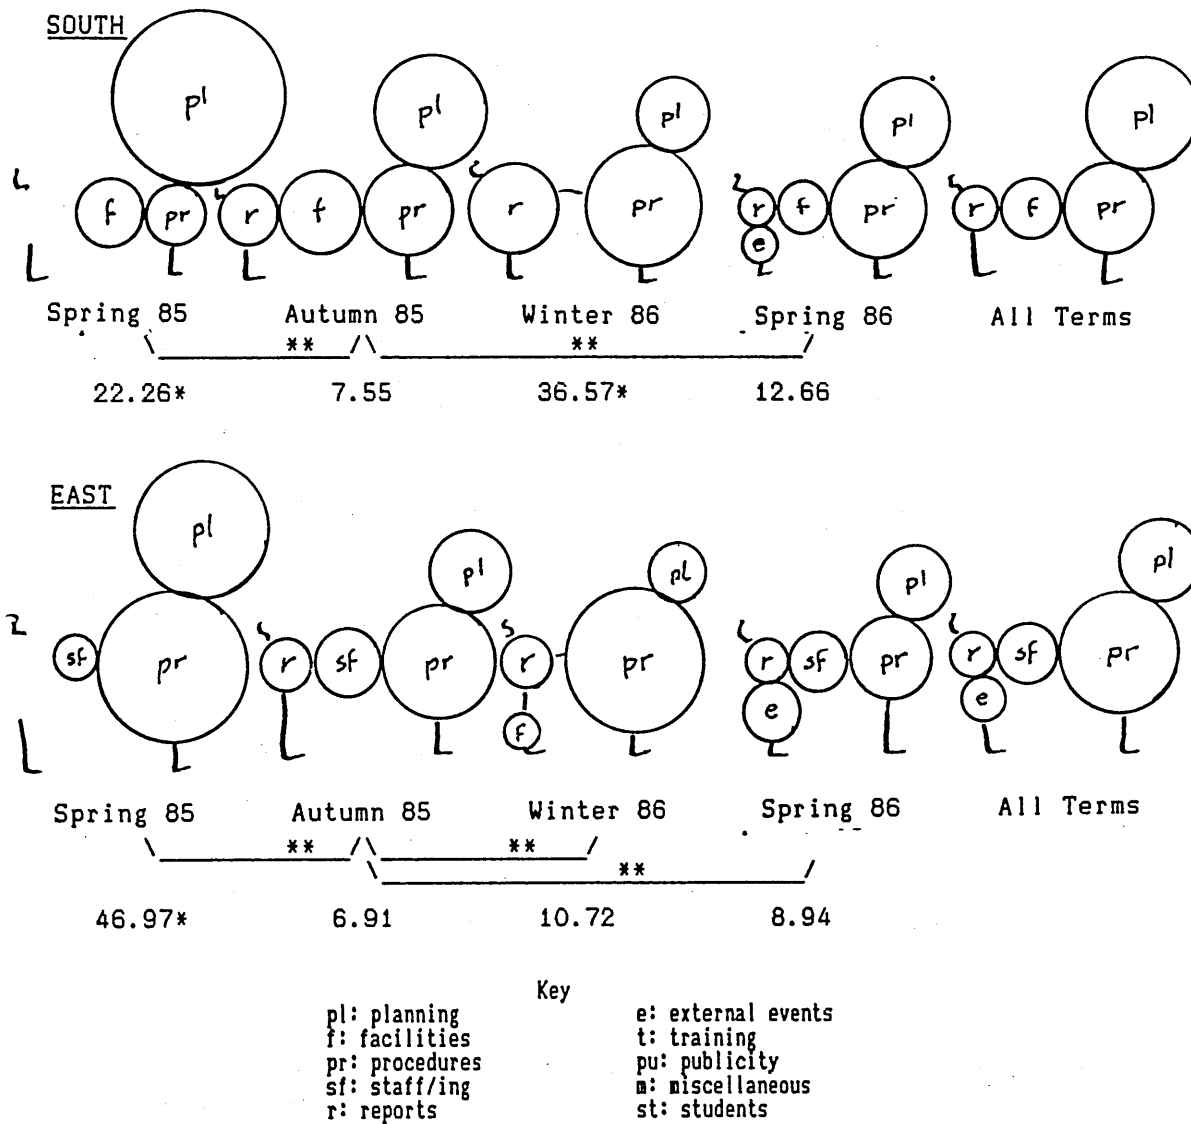 SOUTH
pl pl pl pl pl
f pr r f pr r pr r f pr r f pr
e
Spring 85 Autumn 85 Winter 86 Spring 86 All Terms
** **
22.26* 7.55 36.57* 12.66
EAST
pl pl pl pl pl
sf pr r sf pr r pr r sf pr r sf pr
f e e
Spring 85 Autumn 85 Winter 86 Spring 86 All Terms
** **
**
46.97* 6.91 10.72 8.94
Key
pl: planning e: external events
f: facilities t: training
pr: procedures pu: publicity
sf: staff/ing m: miscellaneous
r: reports st: students